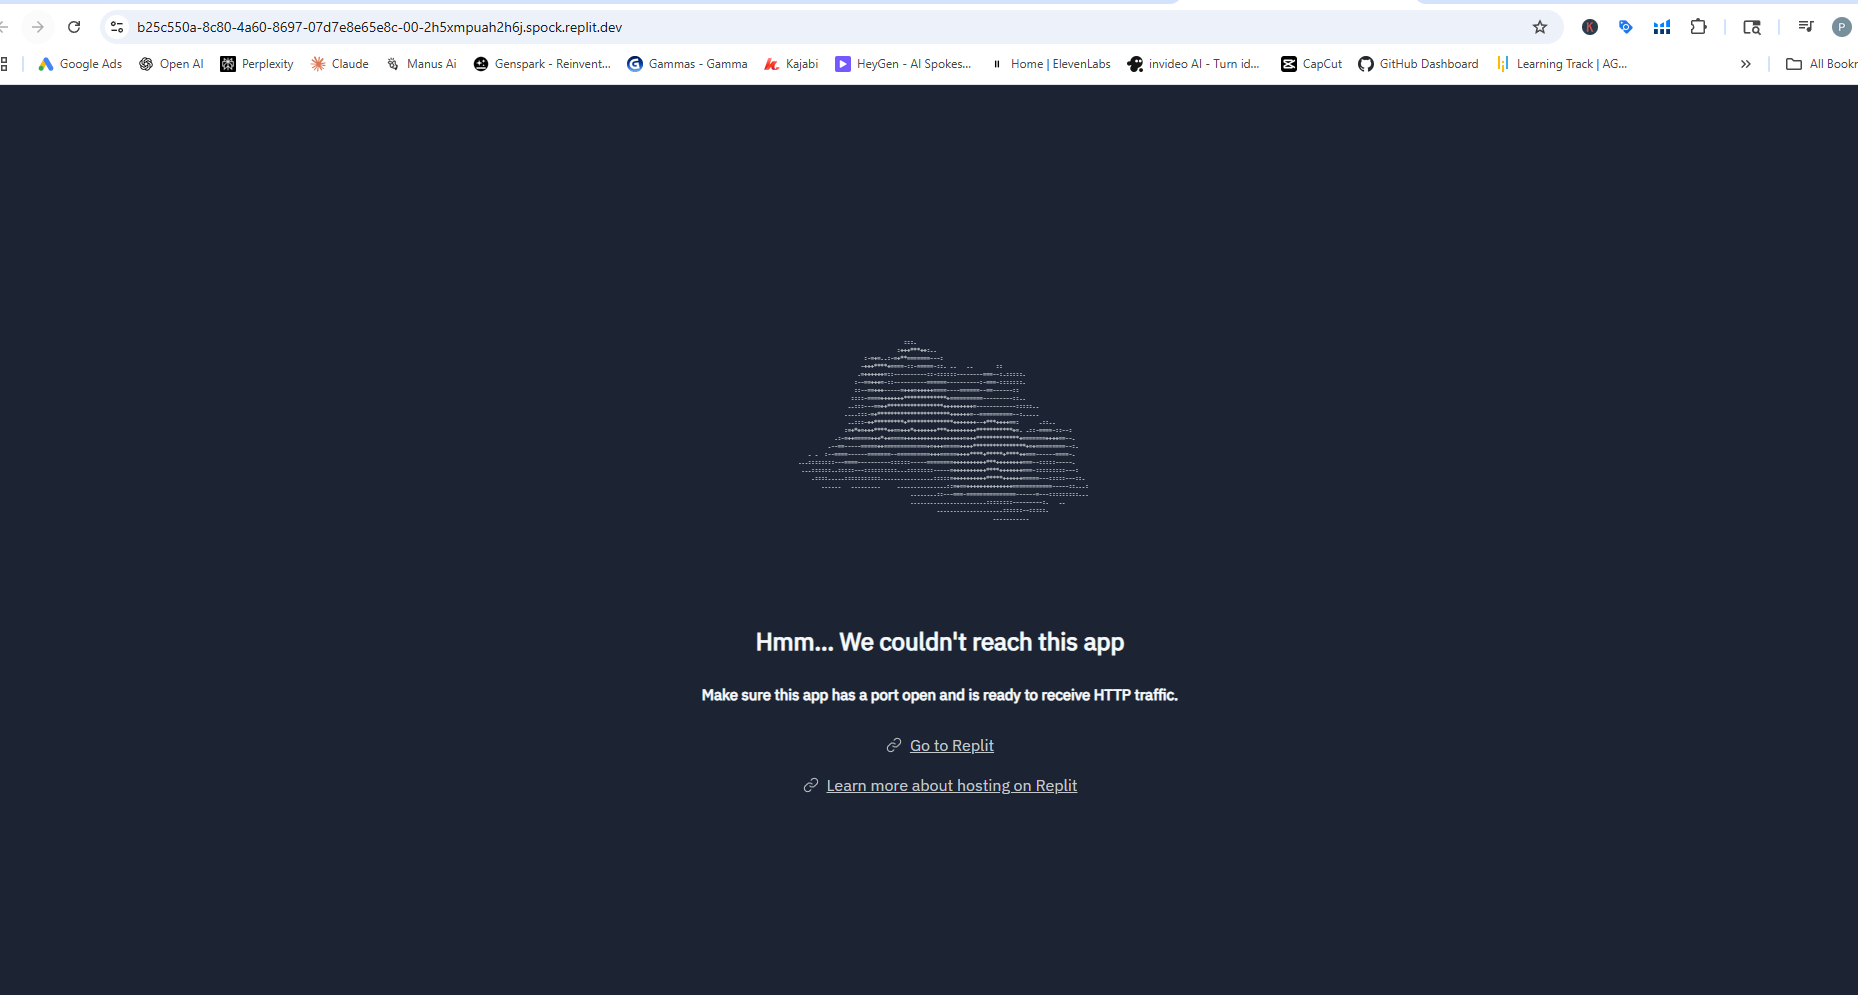 b25c550a-8c80-4a60-8697-07d7e8e65e8c-00-2h5xmpuah2h6j.spock.replit.dev
K
P
Google Ads
Open AI
Perplexity
Claude
Manus Ai
Genspark - Reinvent...
Gammas - Gamma
Kajabi
HeyGen - AI Spokes...
Home | ElevenLabs
invideo AI - Turn id...
CapCut
GitHub Dashboard
Learning Track | AG...
All Bookr
Hmm... We couldn't reach this app
Make sure this app has a port open and is ready to receive HTTP traffic.
Go to Replit
Learn more about hosting on Replit